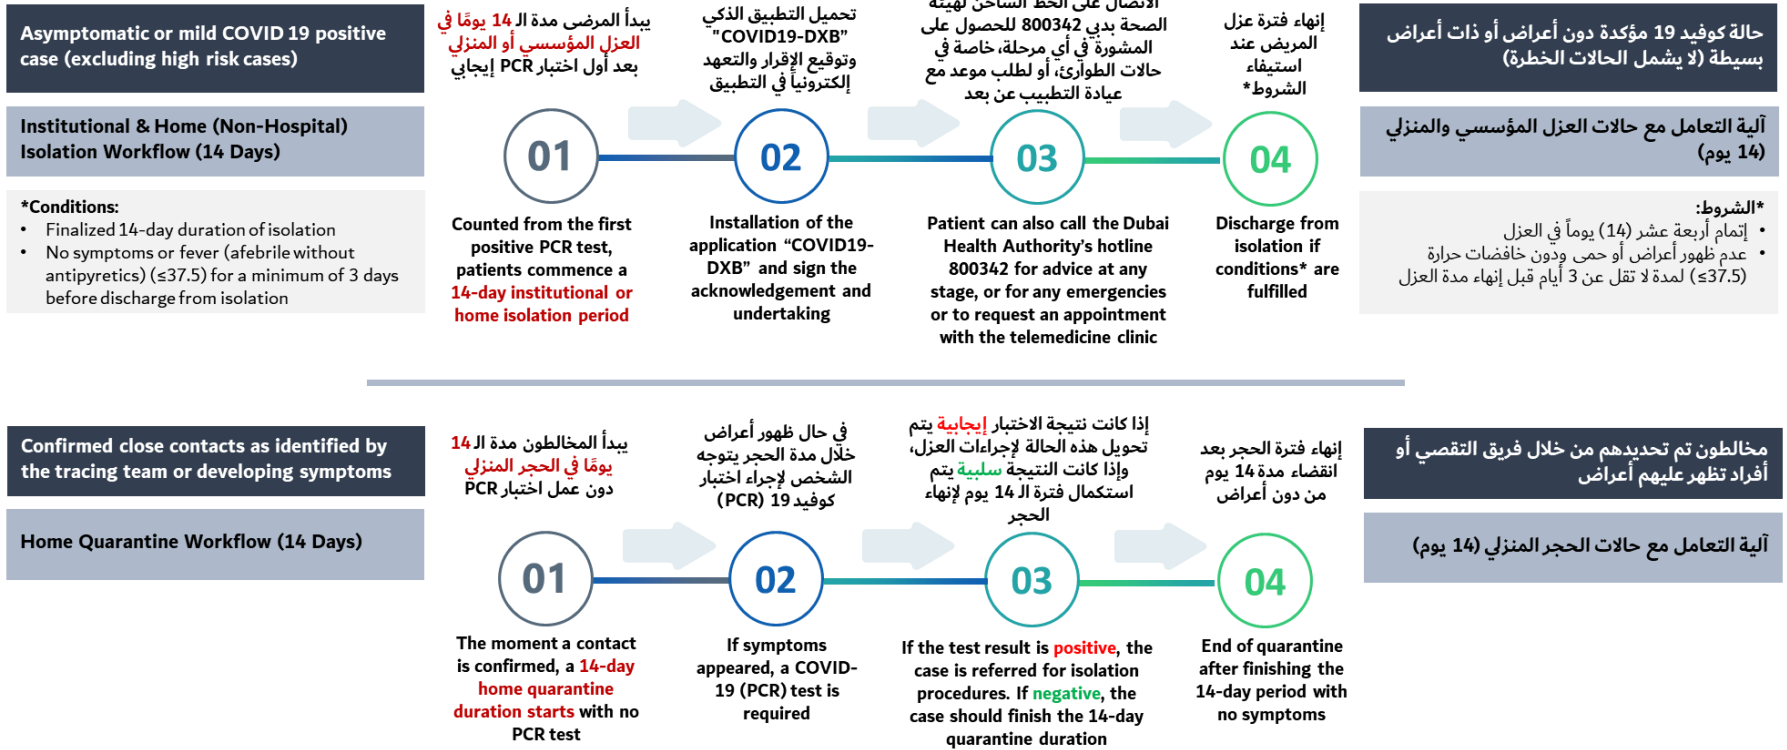 Asymptomatic or mild COVID 19 positive
case (excluding high risk cases)
Institutional & Home (Non-Hospital)
Isolation Workflow (14 Days)
*Conditions:
• Finalized 14-day duration of isolation
• No symptoms or fever (afebrile without
antipyretics) (≤37.5) for a minimum of 3 days
before discharge from isolation
يبدأ المرضى مدة الـ 14 يومًا في
العزل المؤسسي أو المنزلي
بعد أول اختبار PCR إيجابي
01
Counted from the first
positive PCR test,
patients commence a
14-day institutional or
home isolation period
تحميل التطبيق الذكي
"COVID19-DXB"
وتوقيع الإقرار والتعهد
إلكترونياً في التطبيق
02
Installation of the
application “COVID19-
DXB” and sign the
acknowledgement and
undertaking
الاتصال على الخط الساخن لهيئة
الصحة بدبي 800342 للحصول على
المشورة في أي مرحلة، خاصة في
حالات الطوارئ، أو لطلب موعد مع
عيادة التطبيب عن بعد
03
Patient can also call the Dubai
Health Authority’s hotline
800342 for advice at any
stage, or for any emergencies
or to request an appointment
with the telemedicine clinic
إنهاء فترة عزل
المريض عند
استيفاء
الشروط*
04
Discharge from
isolation if
conditions* are
fulfilled
حالة كوفيد 19 مؤكدة دون أعراض أو ذات أعراض
بسيطة (لا يشمل الحالات الخطرة)
آلية التعامل مع حالات العزل المؤسسي والمنزلي
(14 يوم)
*الشروط:
• إتمام أربعة عشر (14) يوماً في العزل
• عدم ظهور أعراض أو حمى ودون خافضات حرارة
(≤37.5) لمدة لا تقل عن 3 أيام قبل إنهاء مدة العزل
Confirmed close contacts as identified by
the tracing team or developing symptoms
Home Quarantine Workflow (14 Days)
يبدأ المخالطون مدة الـ 14
يومًا في الحجر المنزلي
دون عمل اختبار PCR
01
The moment a contact
is confirmed, a 14-day
home quarantine
duration starts with no
PCR test
في حال ظهور أعراض
خلال مدة الحجر يتوجه
الشخص لإجراء اختبار
كوفيد 19 (PCR)
02
If symptoms
appeared, a COVID-
19 (PCR) test is
required
إذا كانت نتيجة الاختبار إيجابية يتم
تحويل هذه الحالة لإجراءات العزل،
وإذا كانت النتيجة سلبية يتم
استكمال فترة الـ 14 يوم لإنهاء
الحجر
03
If the test result is positive, the
case is referred for isolation
procedures. If negative, the
case should finish the 14-day
quarantine duration
إنهاء فترة الحجر بعد
انقضاء مدة 14 يوم
من دون أعراض
04
End of quarantine
after finishing the
14-day period with
no symptoms
مخالطون تم تحديدهم من خلال فريق التقصي أو
أفراد تظهر عليهم أعراض
آلية التعامل مع حالات الحجر المنزلي (14 يوم)